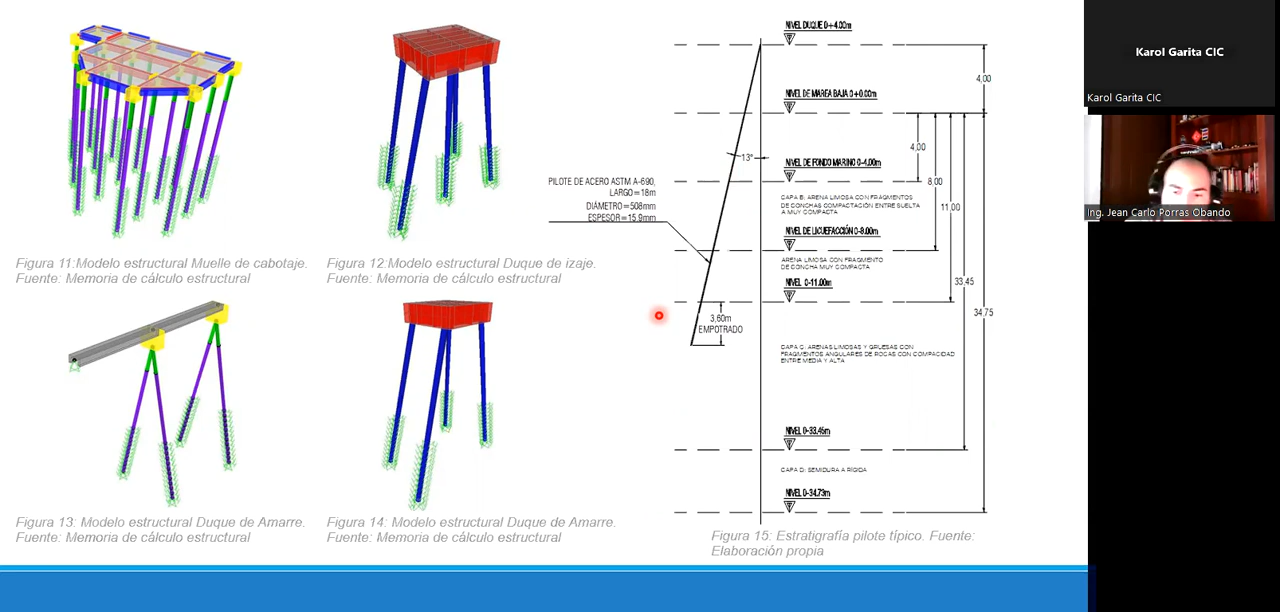 Figura 11:Modelo estructural Muelle de cabotaje.
Fuente: Memoria de cálculo estructural
Figura 12:Modelo estructural Duque de izaje.
Fuente: Memoria de cálculo estructural
Figura 13: Modelo estructural Duque de Amarre.
Fuente: Memoria de cálculo estructural
Figura 14: Modelo estructural Duque de Amarre.
Fuente: Memoria de cálculo estructural
NIVEL DUQUE 0+4.00m
4,00
NIVEL DE MAREA BAJA 0+0.00m
4,00
13°
NIVEL DE FONDO MARINO 0-4.00m
PILOTE DE ACERO ASTM A-690,
LARGO=18m
DIÁMETRO=508mm
ESPESOR=15.9mm
8,00
CAPA B: ARENA LIMOSA CON FRAGMENTOS
DE CONCHAS COMPACTACIÓN ENTRE SUELTA
A MUY COMPACTA
11,00
NIVEL DE LICUEFACCIÓN 0-8.00m
ARENA LIMOSA CON FRAGMENTO
DE CONCHA MUY COMPACTA
NIVEL 0-11.00m
33,45
34,75
3,60m
EMPOTRADO
CAPA C: ARENAS LIMOSAS Y GRUESAS CON
FRAGMENTOS ANGULARES DE ROCAS CON COMPACIDAD
ENTRE MEDIA Y ALTA
NIVEL 0-33.45m
CAPA D: SEMIDURA A RÍGIDA
NIVEL 0-34.73m
Figura 15: Estratigrafía pilote típico. Fuente:
Elaboración propia
Karol Garita CIC
Karol Garita CIC
Ing. Jean Carlo Porras Obando